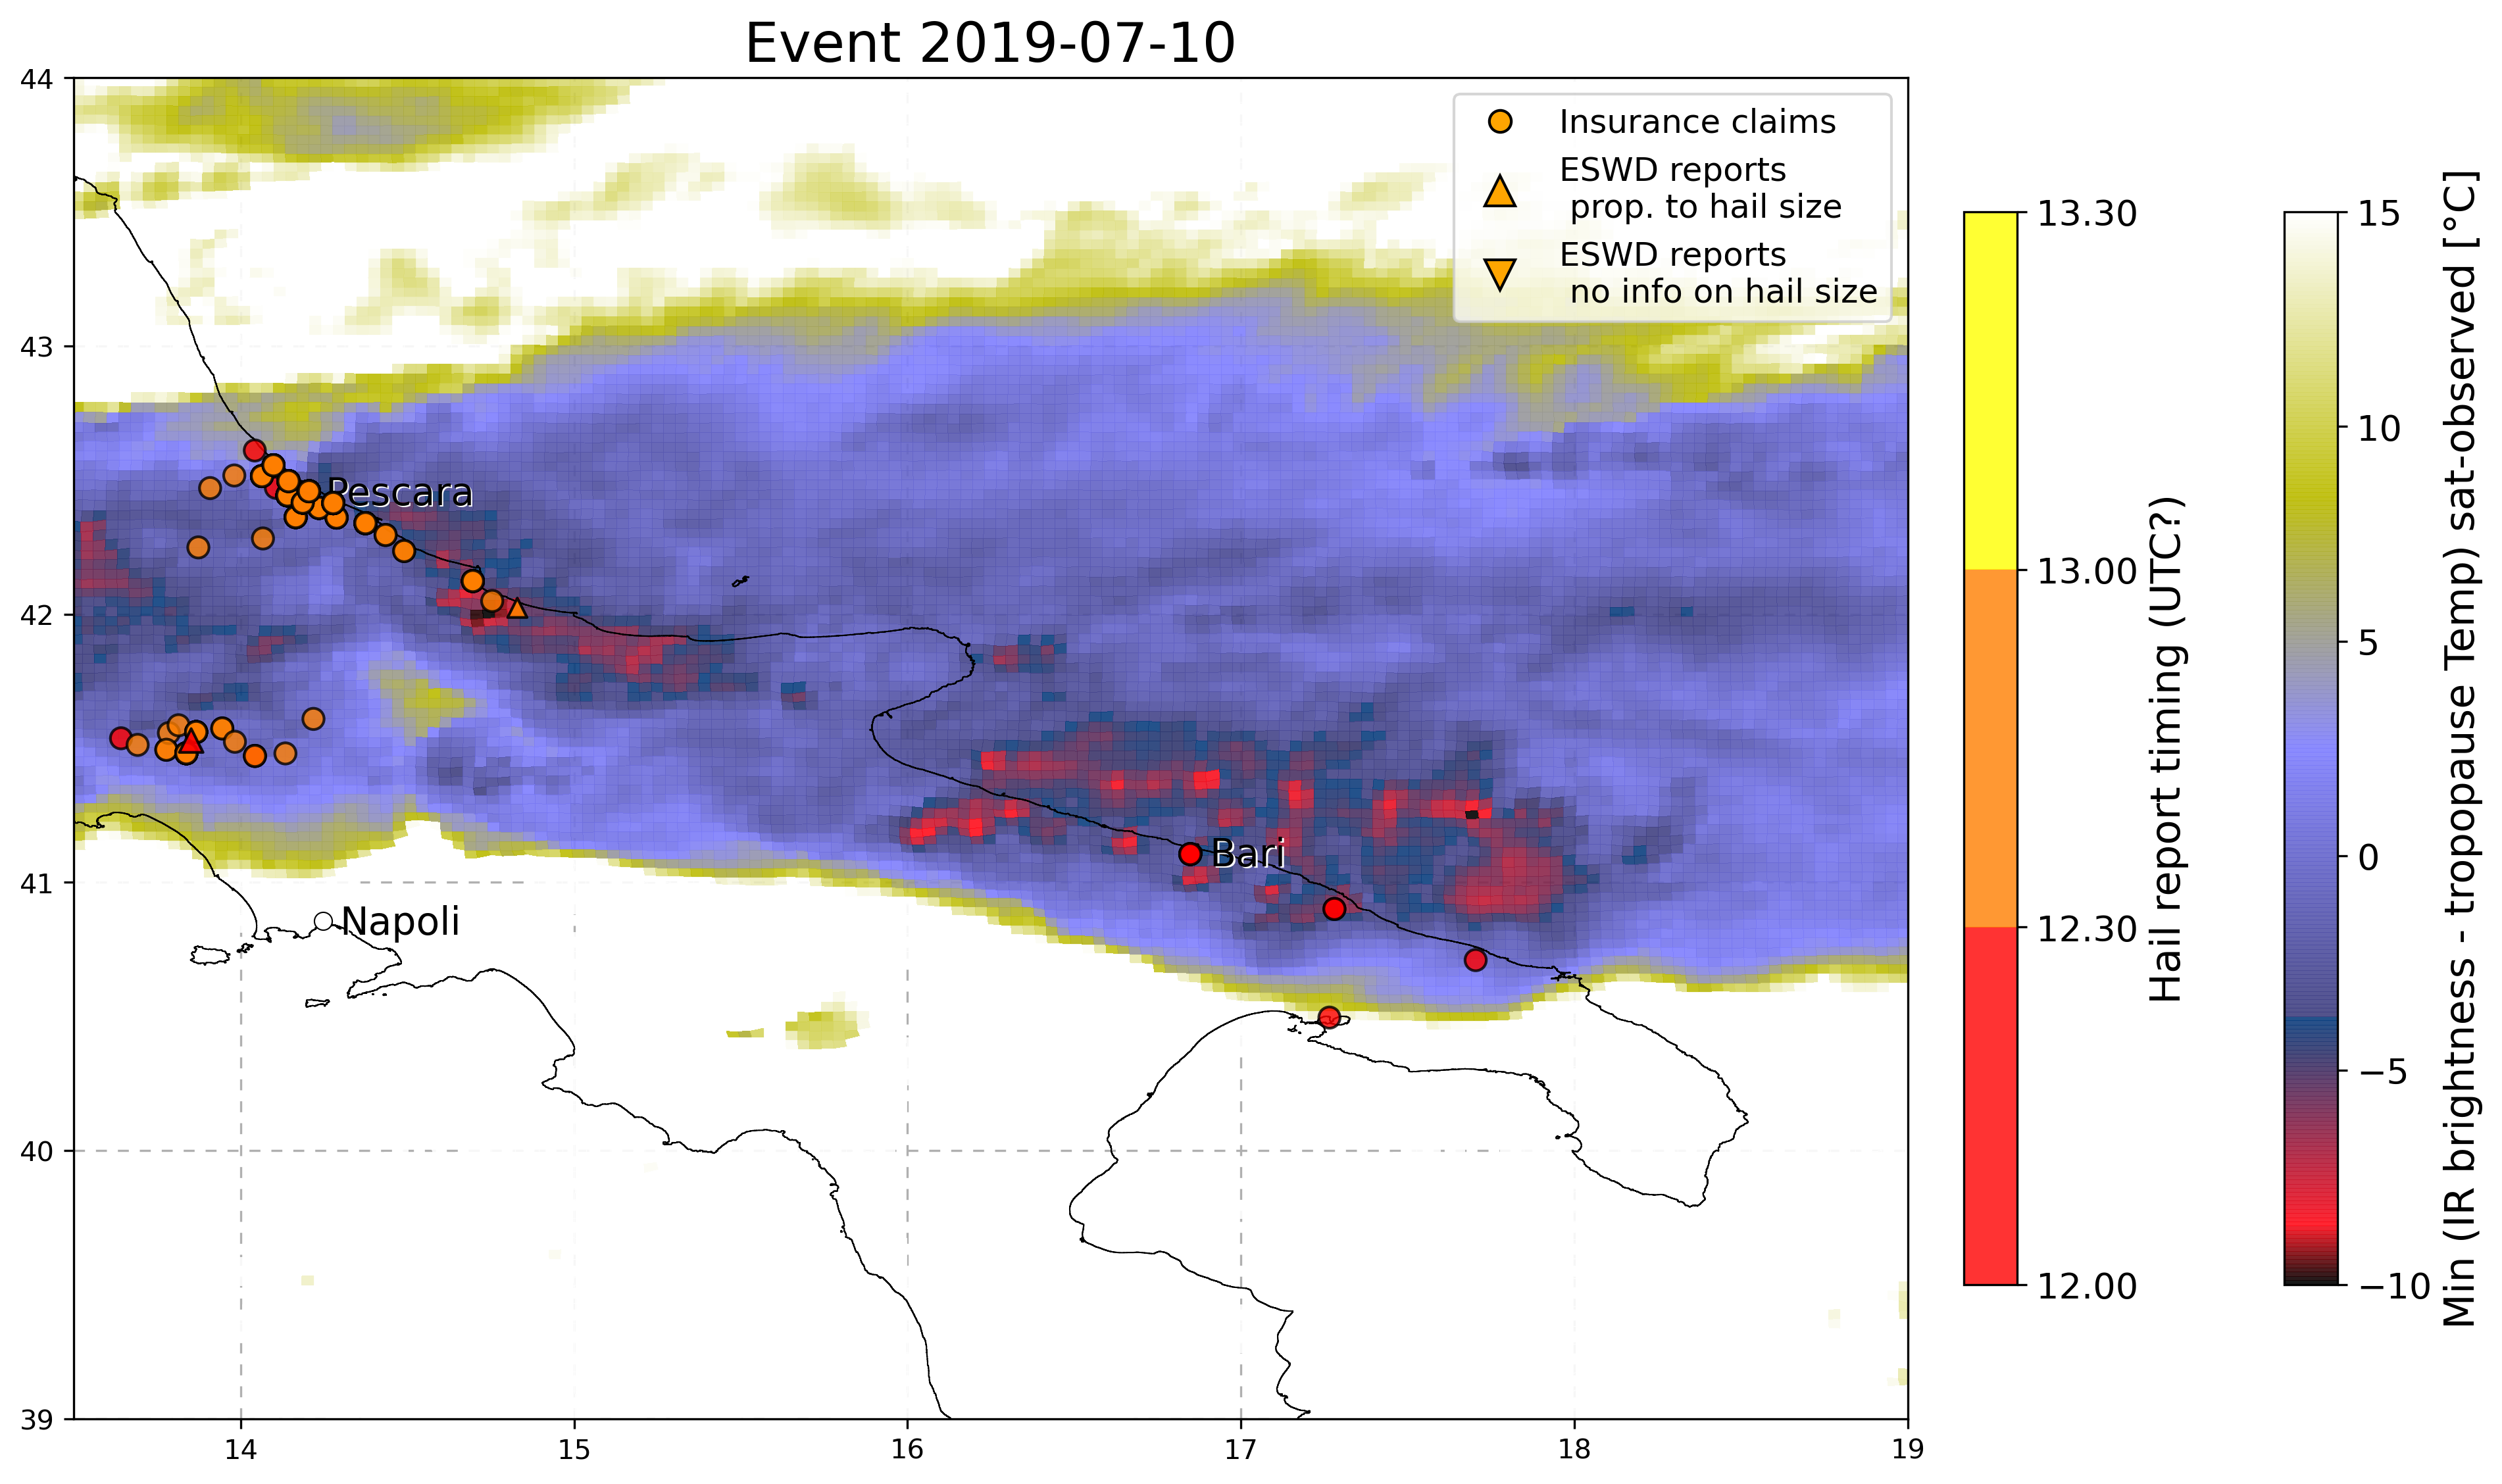 Event 2019-07-10
44
43
42
41
40
39
14
15
16
17
18
19
Insurance claims
ESWD reports
prop. to hail size
ESWD reports
no info on hail size
Pescara
Bari
Napoli
13.30
13.00
12.30
12.00
Hail report timing (UTC?)
15
10
5
0
−5
−10
Min (IR brightness - tropopause Temp) sat-observed [°C]